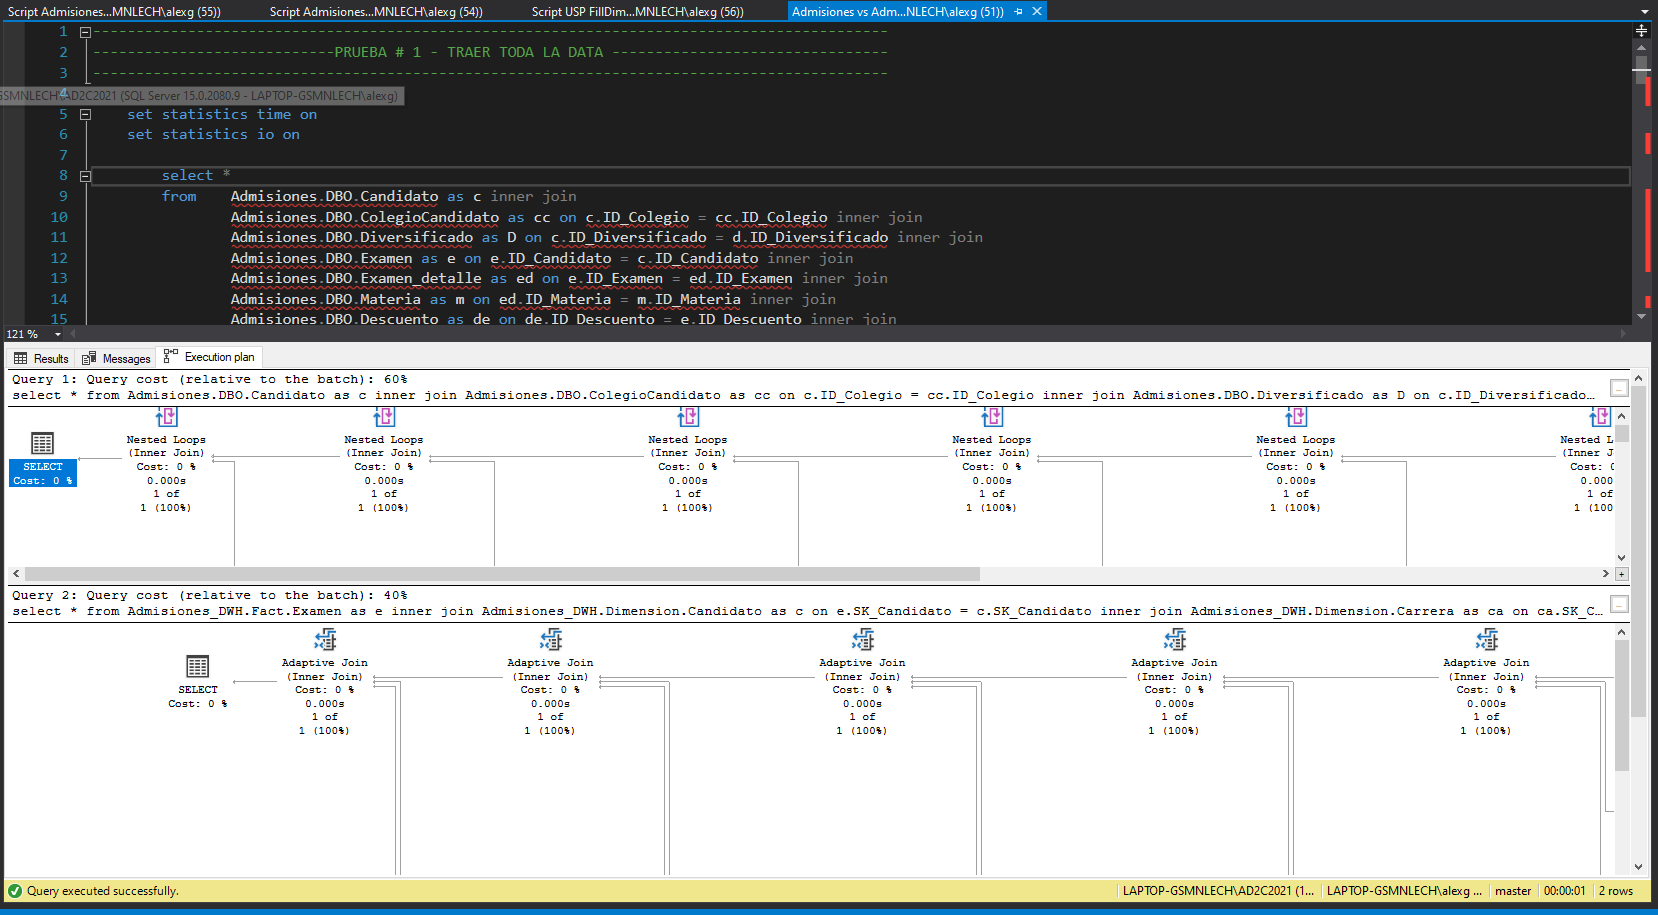 Script Admisiones...MNLECH\alexg (55))
Script Admisiones...MNLECH\alexg (54))
Script USP FillDim...MNLECH\alexg (56))
Admisiones vs Adm...NLECH\alexg (51))
1 ------------------------------------------------------------------------------------------
2 ----------------------------PRUEBA # 1 - TRAER TODA LA DATA --------------------------------
3 ------------------------------------------------------------------------------------------
4
GSMNLECH\AD2C2021 (SQL Server 15.0.2080.9 - LAPTOP-GSMNLECH\alexg)
5 set statistics time on
6 set statistics io on
7
8 select *
9 from Admisiones.DBO.Candidato as c inner join
10 Admisiones.DBO.ColegioCandidato as cc on c.ID_Colegio = cc.ID_Colegio inner join
11 Admisiones.DBO.Diversificado as D on c.ID_Diversificado = d.ID_Diversificado inner join
12 Admisiones.DBO.Examen as e on e.ID_Candidato = c.ID_Candidato inner join
13 Admisiones.DBO.Examen_detalle as ed on e.ID_Examen = ed.ID_Examen inner join
14 Admisiones.DBO.Materia as m on ed.ID_Materia = m.ID_Materia inner join
15 Admisiones.DBO.Descuento as de on de.ID_Descuento = e.ID_Descuento inner join
121 %
Results Messages Execution plan
Query 1: Query cost (relative to the batch): 60%
select * from Admisiones.DBO.Candidato as c inner join Admisiones.DBO.ColegioCandidato as cc on c.ID_Colegio = cc.ID_Colegio inner join Admisiones.DBO.Diversificado as D on c.ID_Diversificado...
SELECT
Cost: 0 %
Nested Loops
(Inner Join)
Cost: 0 %
0.000s
1 of
1 (100%)
Nested Loops
(Inner Join)
Cost: 0 %
0.000s
1 of
1 (100%)
Nested Loops
(Inner Join)
Cost: 0 %
0.000s
1 of
1 (100%)
Nested Loops
(Inner Join)
Cost: 0 %
0.000s
1 of
1 (100%)
Nested Loops
(Inner Join)
Cost: 0 %
0.000s
1 of
1 (100%)
Nested L
(Inner J
Cost: 0
0.000
1 of
1 (100
Query 2: Query cost (relative to the batch): 40%
select * from Admisiones_DWH.Fact.Examen as e inner join Admisiones_DWH.Dimension.Candidato as c on e.SK_Candidato = c.SK_Candidato inner join Admisiones_DWH.Dimension.Carrera as ca on ca.SK_C...
SELECT
Cost: 0 %
Adaptive Join
(Inner Join)
Cost: 0 %
0.000s
1 of
1 (100%)
Adaptive Join
(Inner Join)
Cost: 0 %
0.000s
1 of
1 (100%)
Adaptive Join
(Inner Join)
Cost: 0 %
0.000s
1 of
1 (100%)
Adaptive Join
(Inner Join)
Cost: 0 %
0.000s
1 of
1 (100%)
Adaptive Join
(Inner Join)
Cost: 0 %
0.000s
1 of
1 (100%)
Query executed successfully.
LAPTOP-GSMNLECH\AD2C2021 (1... LAPTOP-GSMNLECH\alexg ... master 00:00:01 2 rows